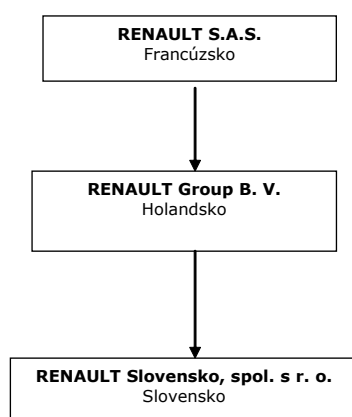 RENAULT S.A.S.
Francúzsko
RENAULT Group B. V.
Holandsko
RENAULT Slovensko, spol. s r. o.
Slovensko